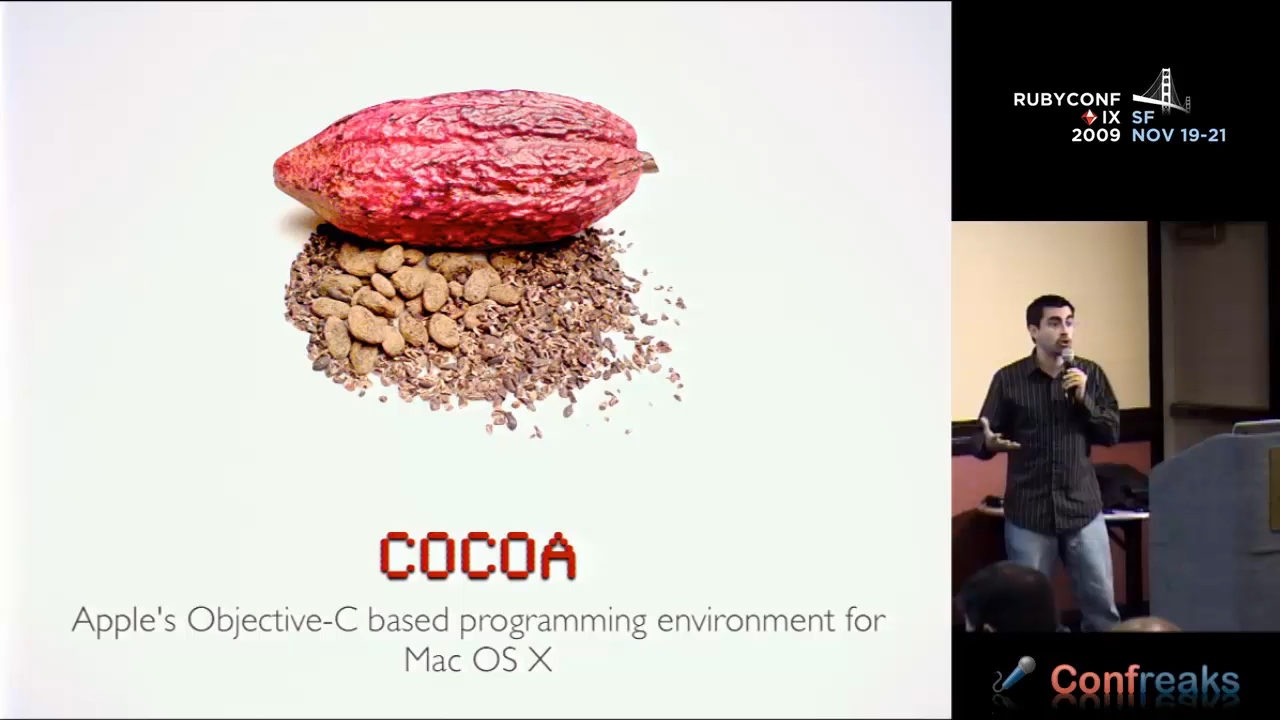 COCOA
Apple's Objective-C based programming environment for
Mac OS X
RUBYCONF
IX SF
2009 NOV 19-21
Confreaks